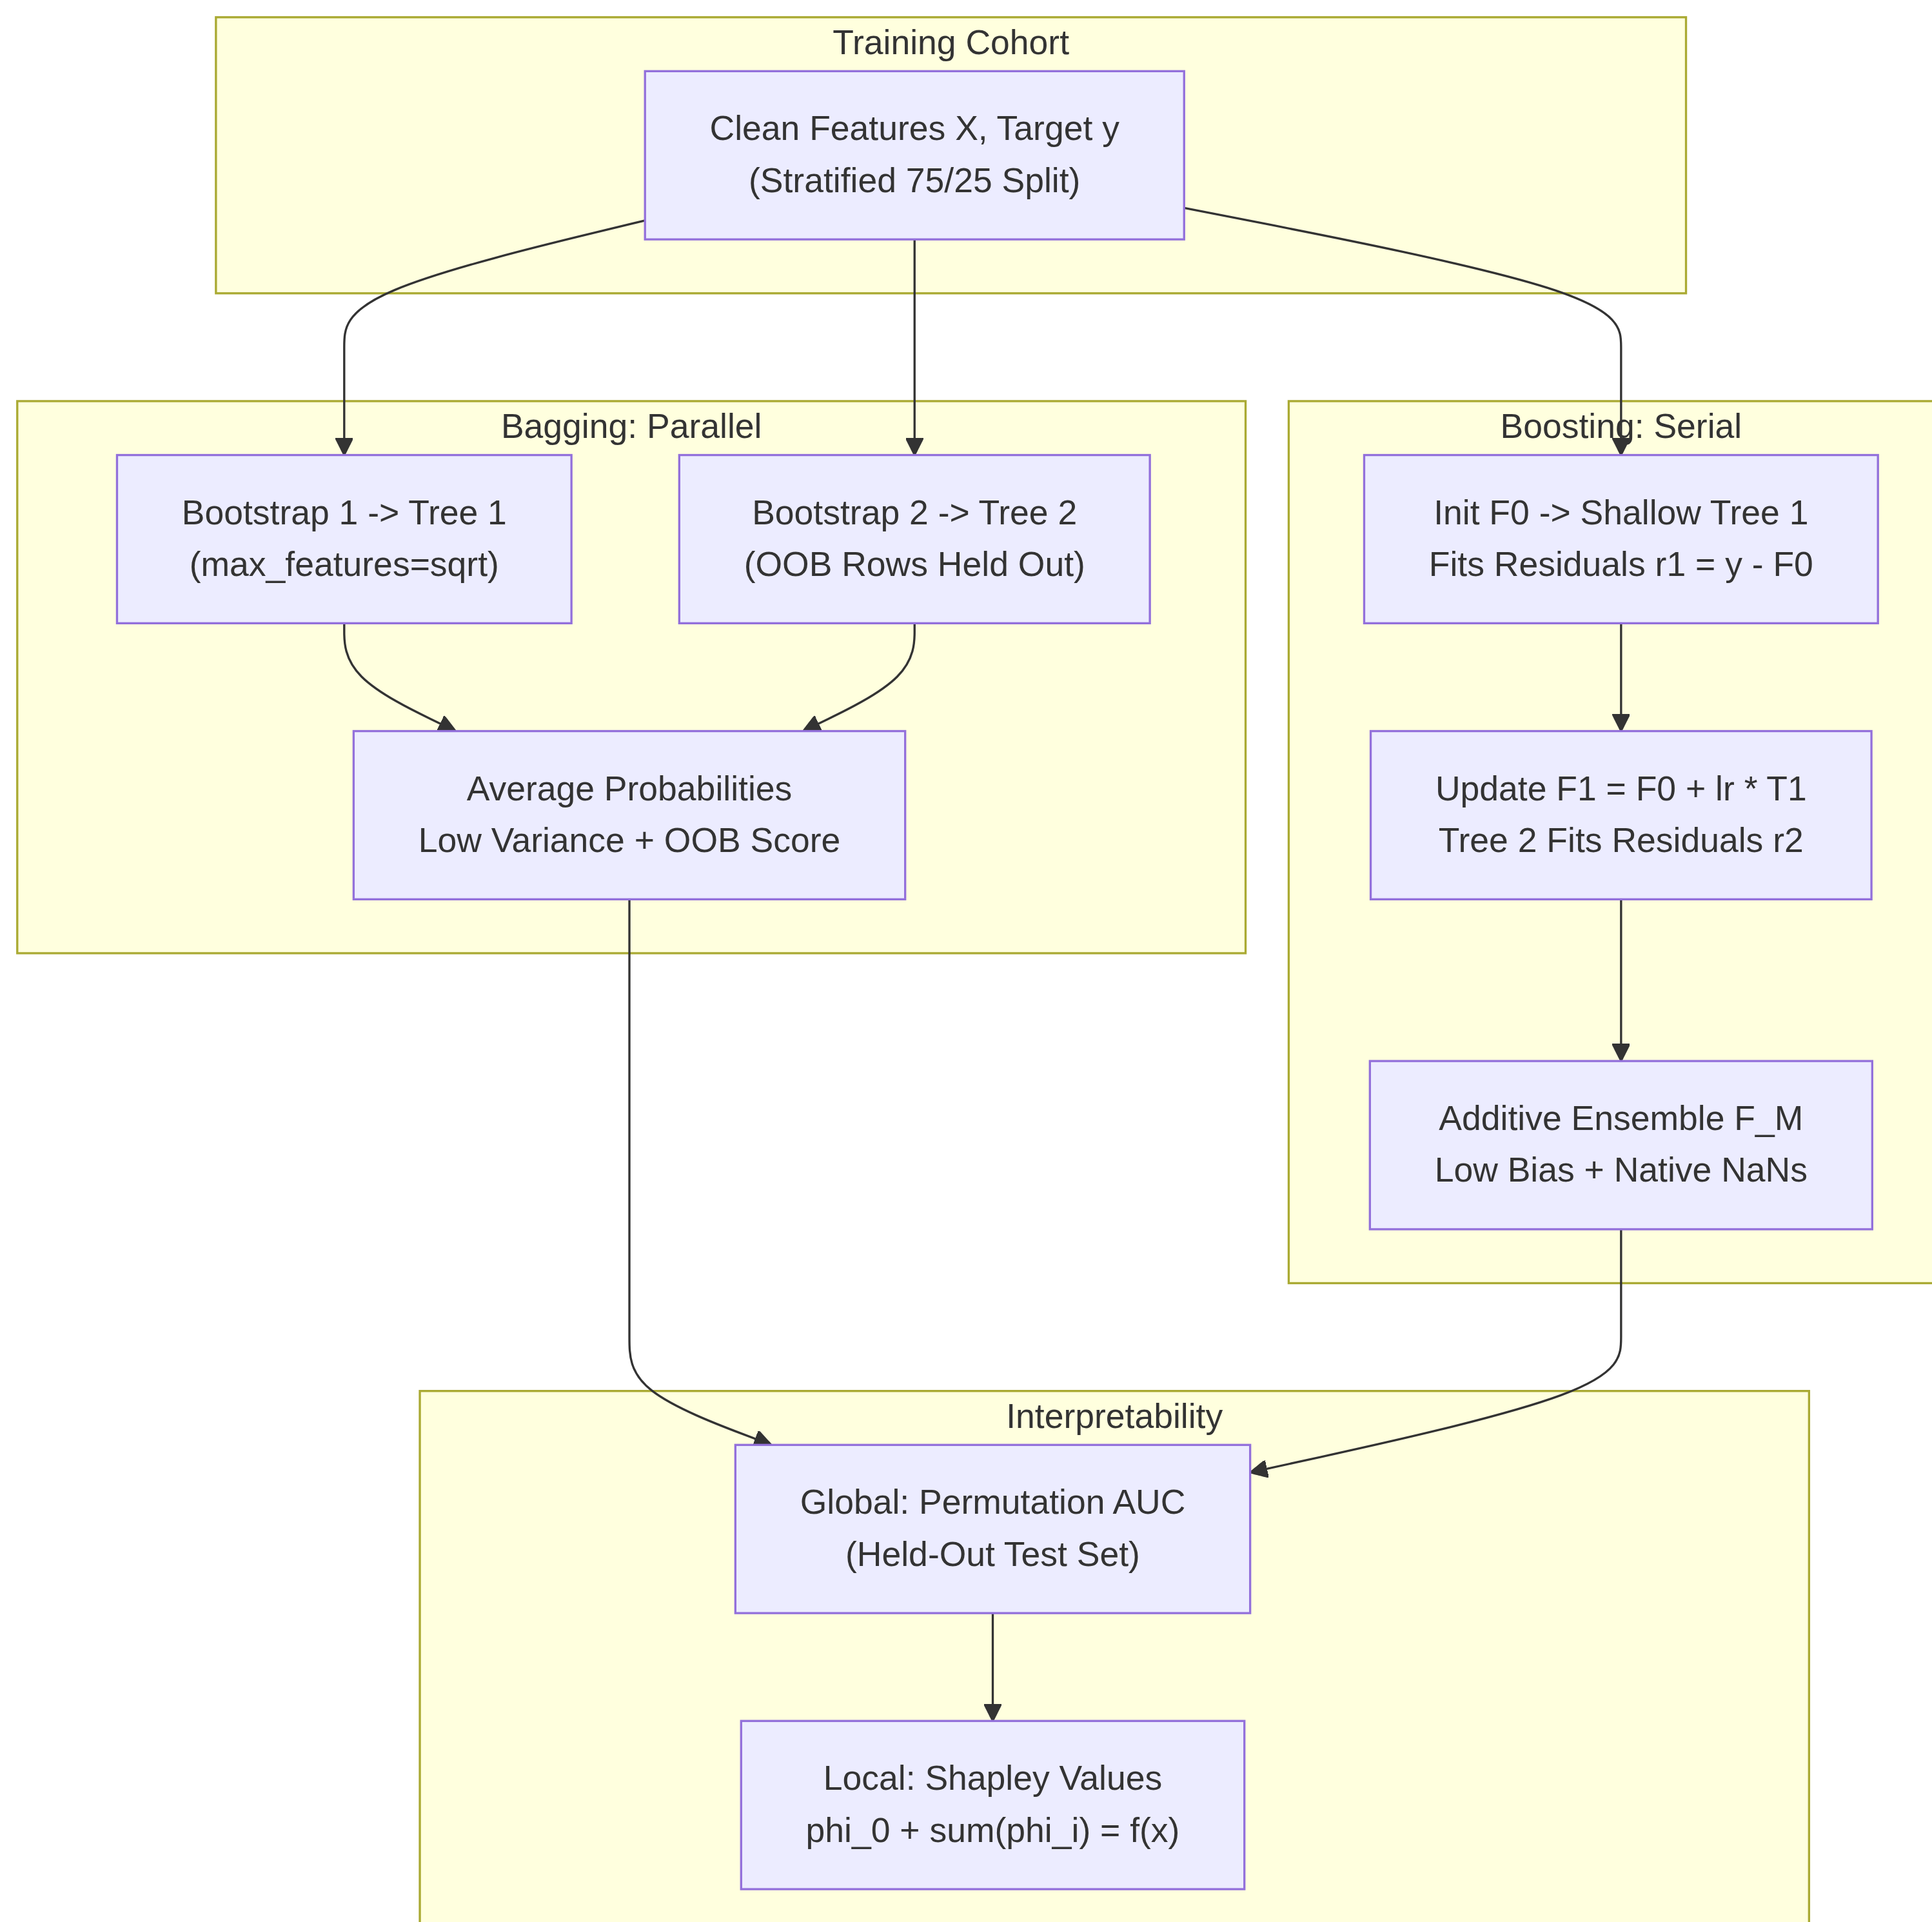 Training Cohort
Clean Features X, Target y
(Stratified 75/25 Split)
Bagging: Parallel
Bootstrap 1 -> Tree 1
(max_features=sqrt)
Bootstrap 2 -> Tree 2
(OOB Rows Held Out)
Average Probabilities
Low Variance + OOB Score
Boosting: Serial
Init F0 -> Shallow Tree 1
Fits Residuals r1 = y - F0
Update F1 = F0 + lr * T1
Tree 2 Fits Residuals r2
Additive Ensemble F_M
Low Bias + Native NaNs
Interpretability
Global: Permutation AUC
(Held-Out Test Set)
Local: Shapley Values
phi_0 + sum(phi_i) = f(x)